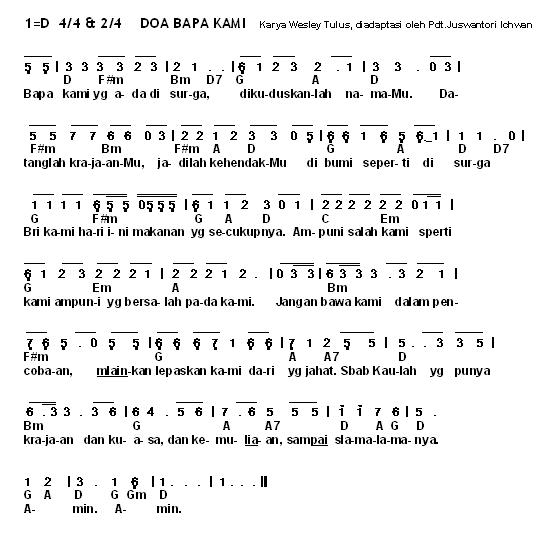 1=D 4/4 & 2/4 DOA BAPA KAMI Karya Wesley Tulus, diadaptasi oleh Pdt.Juswantori Ichwan
5 5 | 3 3 3 2 3 | 2 1 . . | 6 1 2 3 2 . 1 | 3 3 . 0 3 |
D F#m Bm D7 G A D
Bapa kami yg a- da di sur-ga, diku-duskan-lah na- ma-Mu. Da-
5 5 7 7 6 6 0 3 | 2 2 1 2 3 3 0 5 | 6 6 1 6 5 6 1 | 1 1 . 0 |
F#m Bm F#m A D G A D D7
tanglah kra-jaan-Mu, ja- dilah kehendak-Mu di bumi seper- ti di sur-ga
1 1 1 1 6 5 5 0 5 5 5 | 6 1 1 2 3 0 1 | 2 2 2 2 2 2 0 1 1 |
G F#m G A D C Em
Bri ka-mi ha-ri i- ni makanan yg se-cukupnya. Am- puni salah kami sperti
6 1 2 3 2 2 2 1 | 2 2 2 1 2 . | 0 3 3 | 6 3 3 3 . 3 2 1 |
G Em A Bm
kami ampun-i yg bersa- lah pa-da kami. Jangan bawa kami dalam pen-
7 6 5 . 0 5 5 | 6 6 6 7 1 6 6 | 7 1 2 5 5 | 5 . . 3 3 5 |
F#m G A A7 D
coba-an, mlain-kan lepaskan ka-mi da-ri yg jahat. Sbab Kau-lah yg punya
6 . 3 3 . 3 6 | 6 4 . 5 6 | 7 . 6 5 5 5 | 1 1 7 6 | 5 .
Bm G A A7 D A G D
kra-ja-an dan ku- a- sa, dan ke- mu- lia- an, sampai sla-ma-la-ma- nya.
1 2 | 3 . 1 6 | 1 . . . | 1 . . . ||
G A D G Gm D
A- min. A- min.